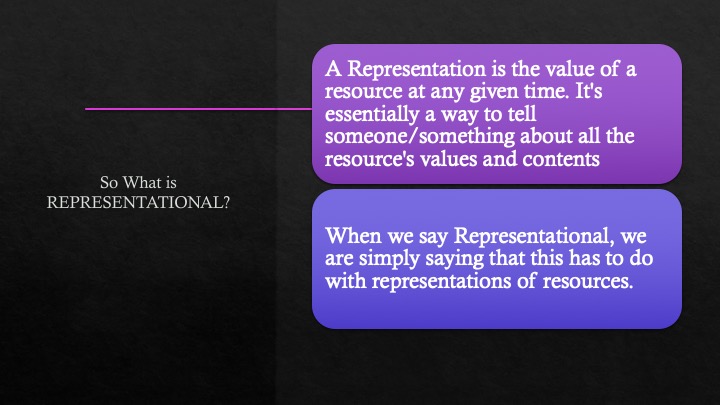 So What is
REPRESENTATIONAL?
A Representation is the value of a
resource at any given time. It's
essentially a way to tell
someone/something about all the
resource's values and contents
When we say Representational, we
are simply saying that this has to do
with representations of resources.